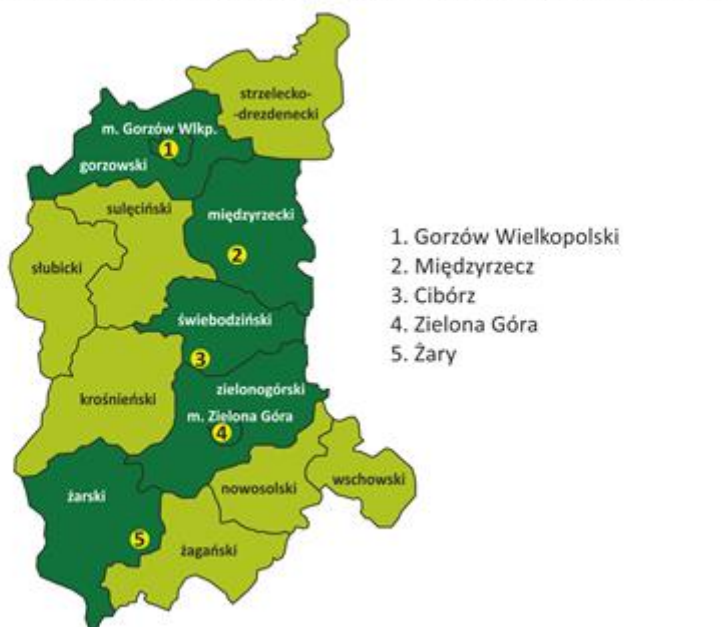 strzelecko-
-drezdenecki
m. Gorzów Wlkp.
1
gorzowski
sulęciński
międzyrzecki
2
słubicki
świebodziński
3
krośnieński
zielonogórski
m. Zielona Góra
4
żarski
nowosolski
wschowski
5
żagański
1. Gorzów Wielkopolski
2. Międzyrzecz
3. Cibórz
4. Zielona Góra
5. Żary